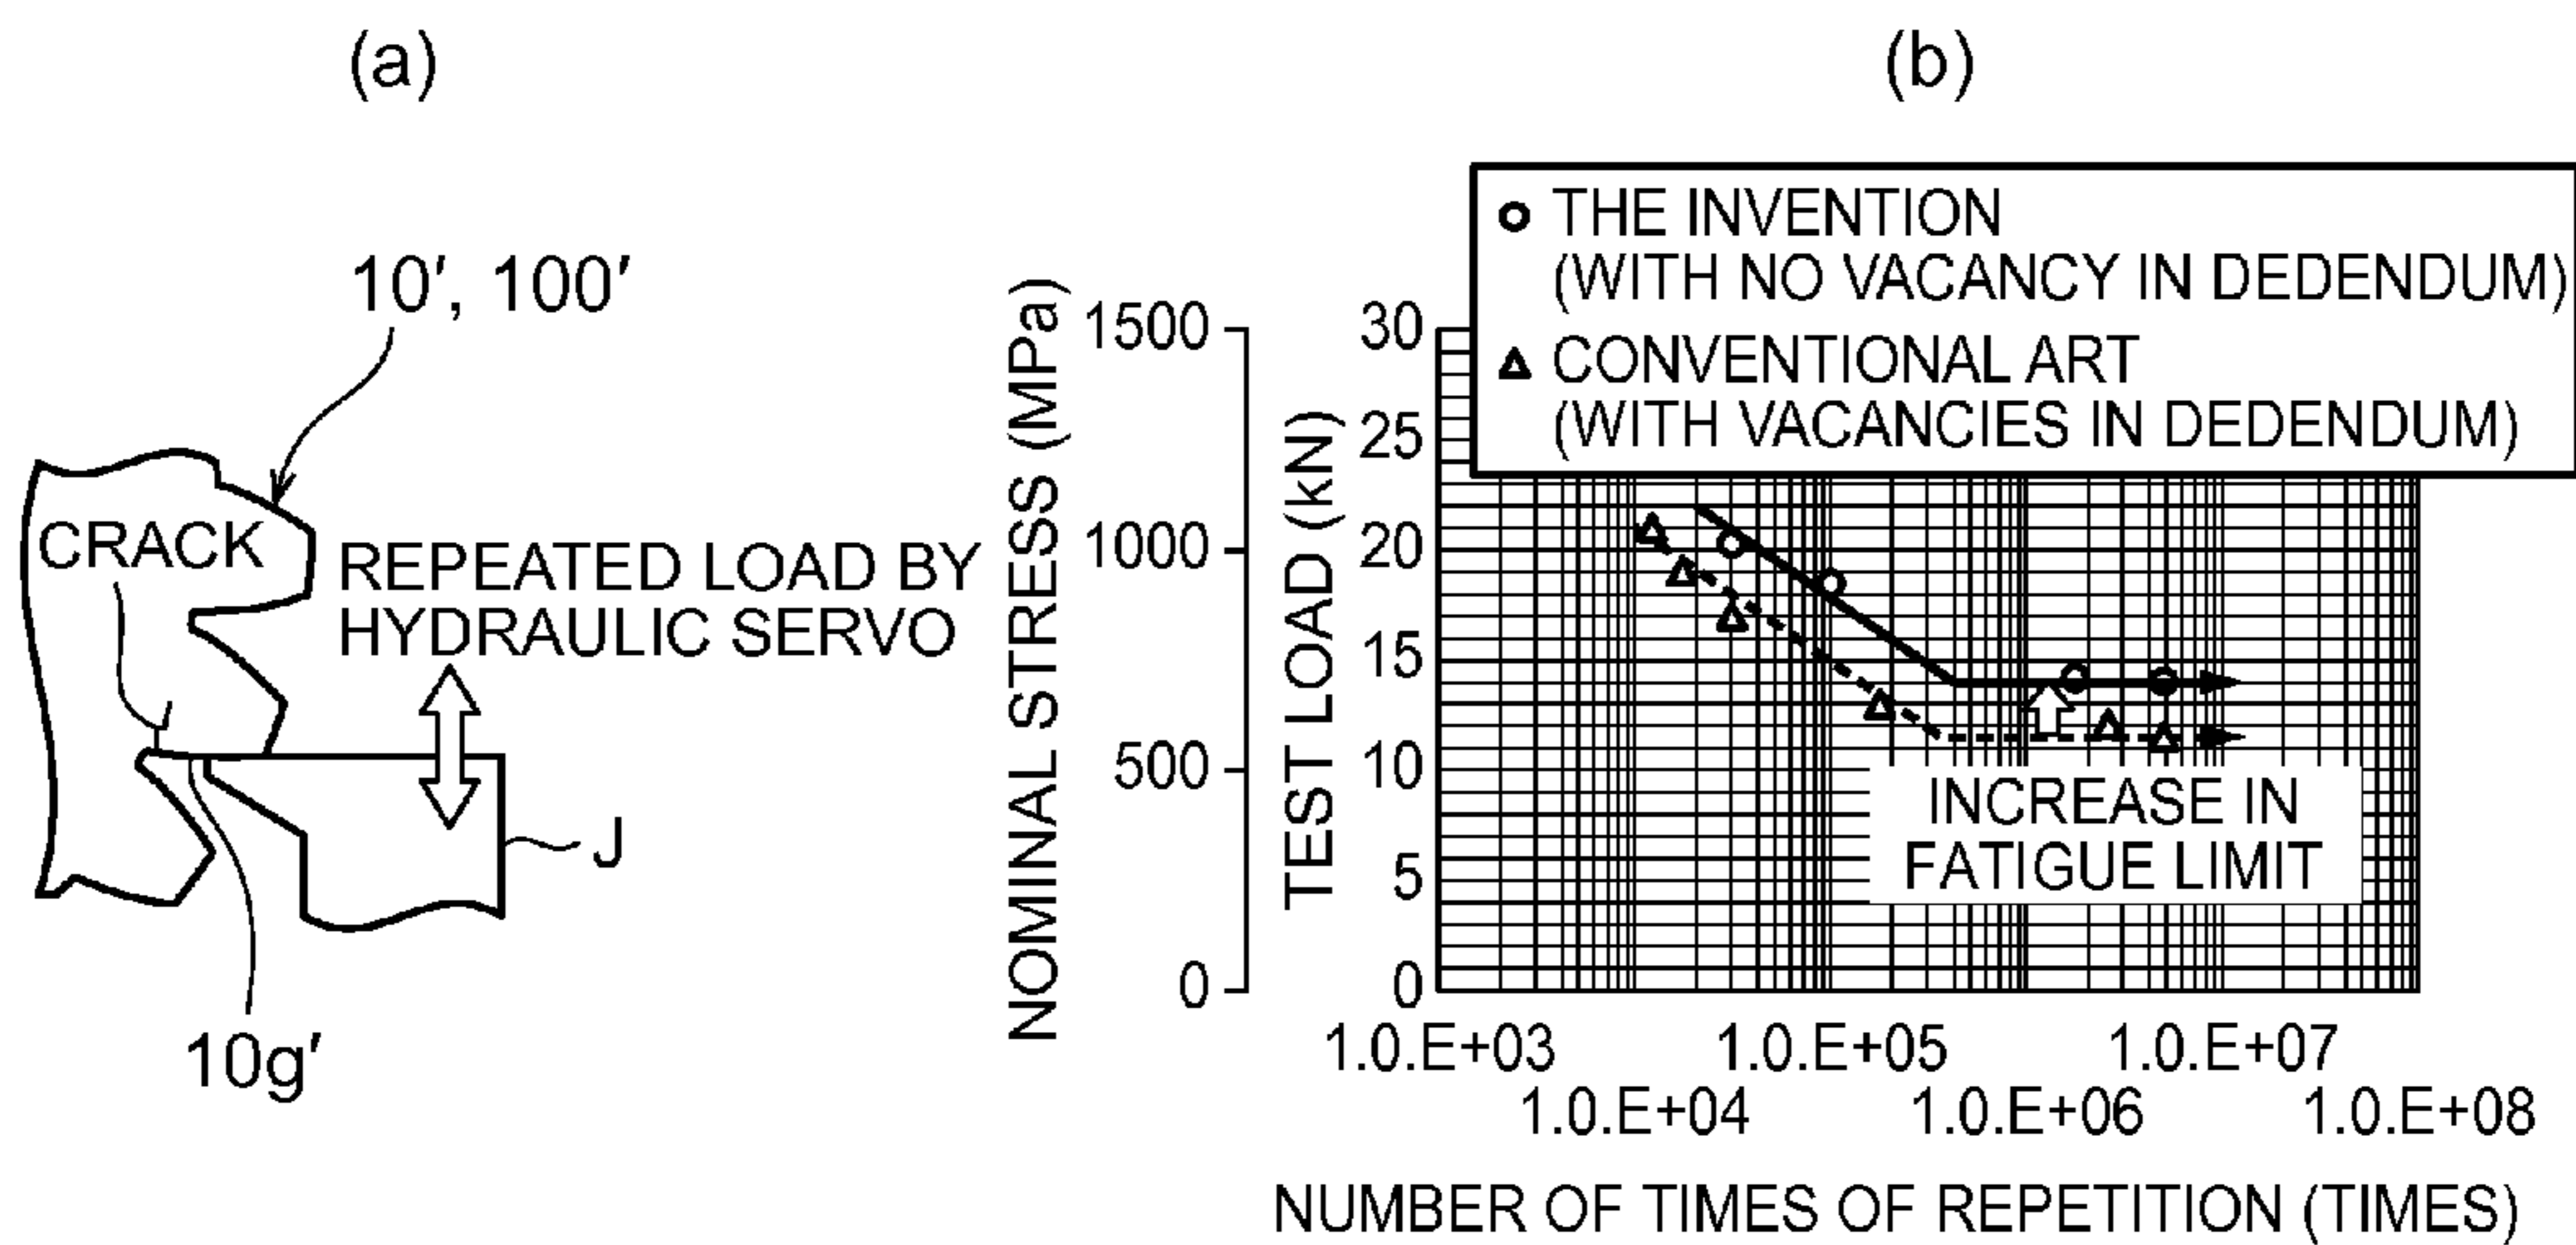 (a)
10′, 100′
CRACK
REPEATED LOAD BY
HYDRAULIC SERVO
J
10g′
(b)
THE INVENTION
(WITH NO VACANCY IN DEDENDUM)
CONVENTIONAL ART
(WITH VACANCIES IN DEDENDUM)
NOMINAL STRESS (MPa)
1500
1000
500
0
TEST LOAD (kN)
30
25
20
15
10
5
0
INCREASE IN
FATIGUE LIMIT
1.0.E+03 1.0.E+05 1.0.E+07
1.0.E+04 1.0.E+06 1.0.E+08
NUMBER OF TIMES OF REPETITION (TIMES)